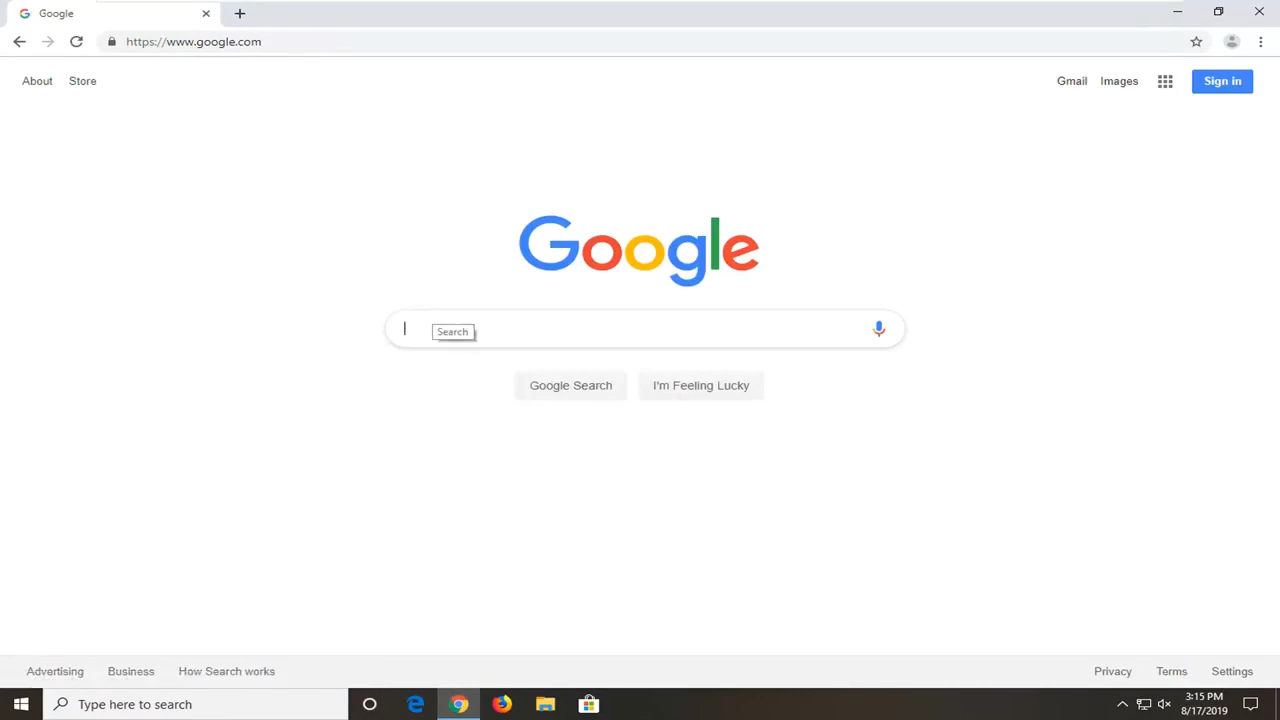 Google
https://www.google.com
About Store Gmail Images Sign in
Google
Search
Google Search I'm Feeling Lucky
Advertising Business How Search works Privacy Terms Settings
Type here to search
3:15 PM
8/17/2019